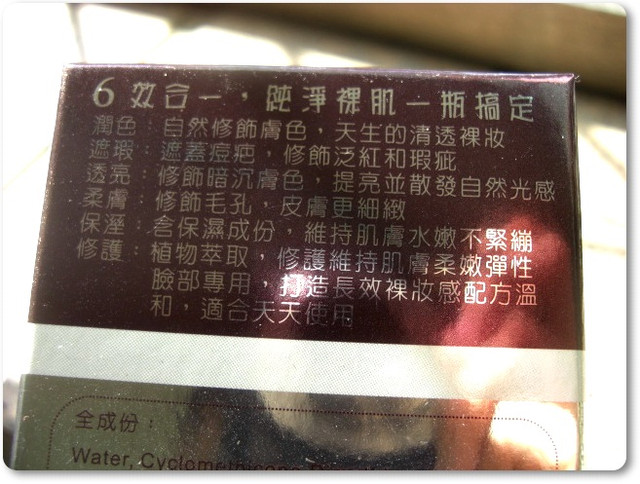 6效合一,純淨裸肌一瓶搞定
潤色:自然修飾膚色,天生的清透裸妝
遮瑕:遮蓋痘疤,修飾泛紅和瑕疵
透亮:修飾暗沉膚色,提亮並散發自然光感
柔膚:修飾毛孔,皮膚更細緻
保溼:含保濕成份,維持肌膚水嫩不緊繃
修護:植物萃取,修護維持肌膚柔嫩彈性
臉部專用,打造長效裸妝感配方溫
和,適合天天使用
全成份:
Water, Cyclomethicone